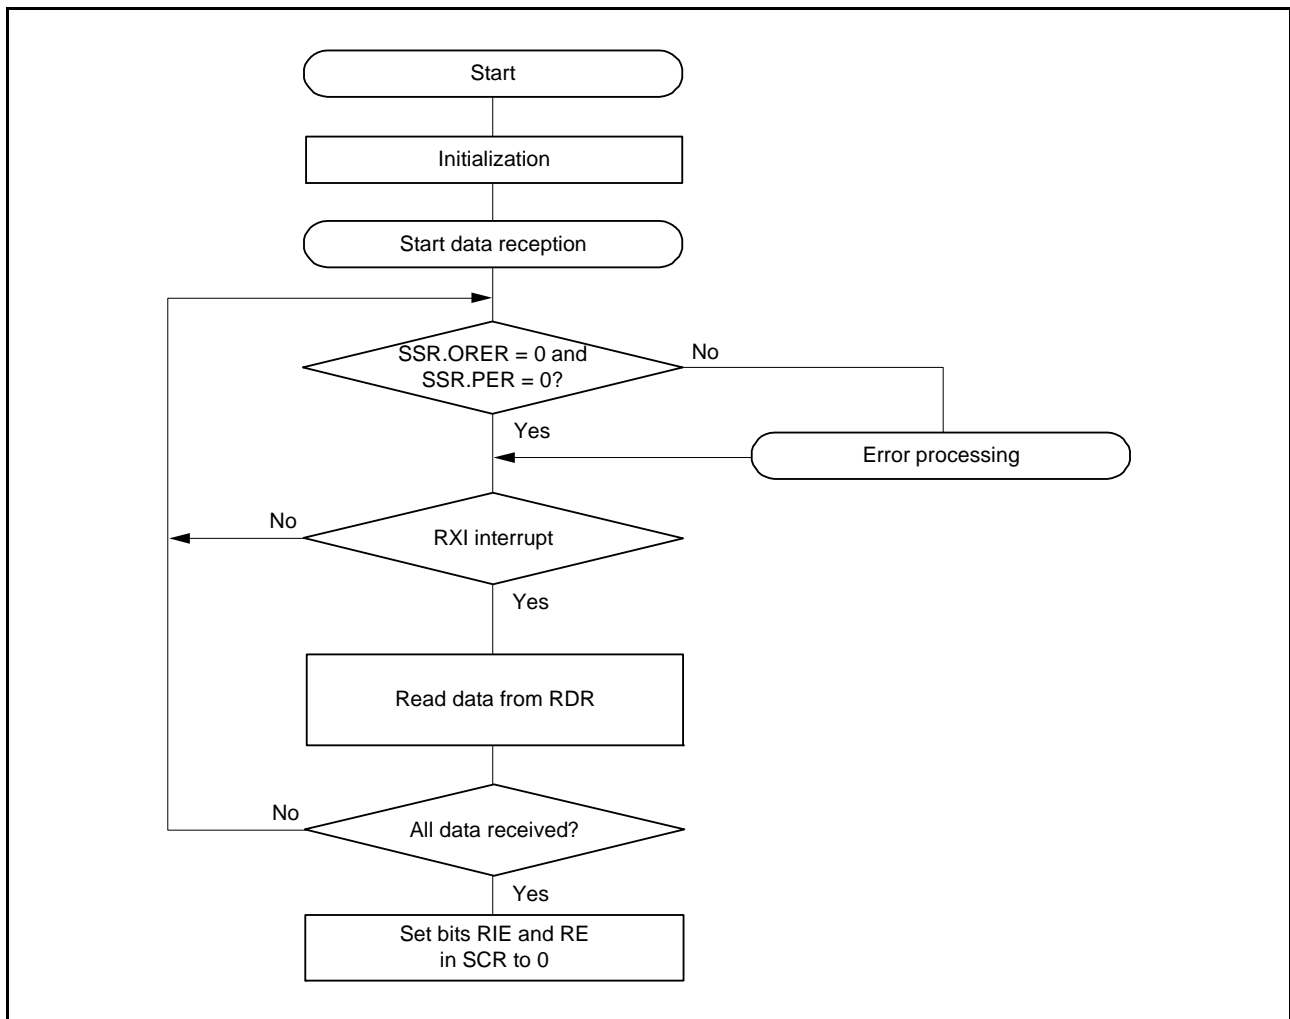 Start
Initialization
Start data reception
SSR.ORER = 0 and
SSR.PER = 0?
No
Yes
Error processing
No
RXI interrupt
Yes
Read data from RDR
No
All data received?
Yes
Set bits RIE and RE
in SCR to 0